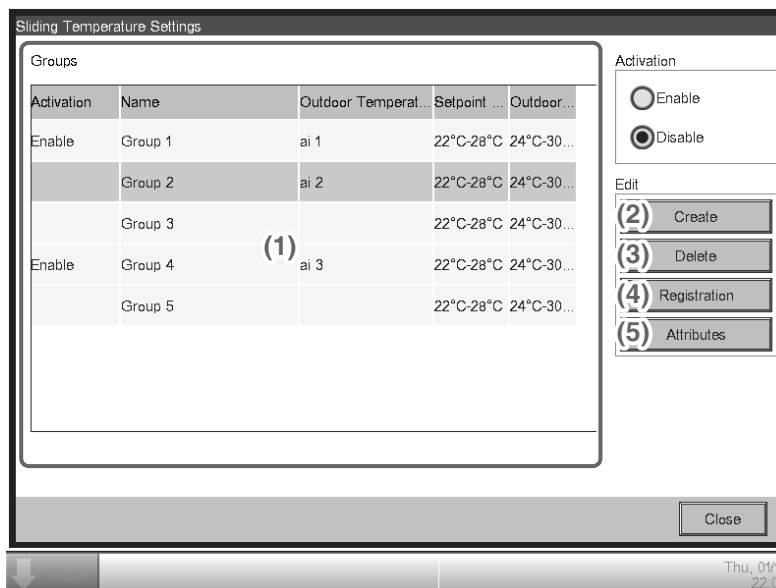 Sliding Temperature Settings
Groups
Activation Name Outdoor Temperat... Setpoint ... Outdoor...
Enable Group 1 ai 1 22°C-28°C 24°C-30...
Group 2 ai 2 22°C-28°C 24°C-30...
Group 3 22°C-28°C 24°C-30...
(1)
Enable Group 4 ai 3 22°C-28°C 24°C-30...
Group 5 22°C-28°C 24°C-30...
Activation
Enable
Disable
Edit
(2) Create
(3) Delete
(4) Registration
(5) Attributes
Close
Thu, 01/